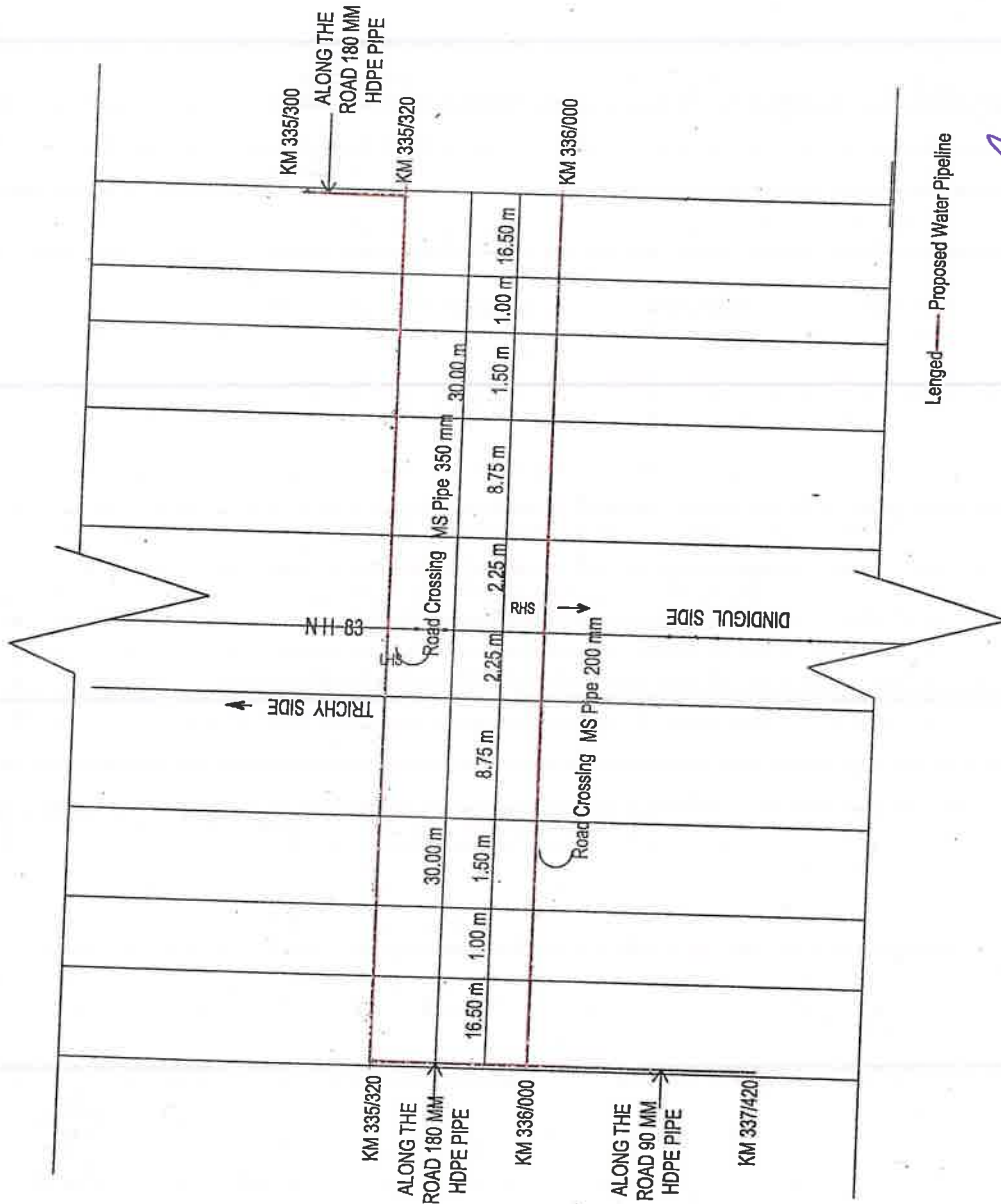 KM 335/300
ALONG THE
ROAD 180 MM
HDPE PIPE
KM 335/320
KM 336/000
16.50 m
1.00 m
1.50 m
30.00 m
8.75 m
2.25 m
Road Crossing MS Pipe 350 mm
N H-83
LHS
RHS
DINDIGUL SIDE
TRICHY SIDE
2.25 m
8.75 m
Road Crossing MS Pipe 200 mm
30.00 m
1.50 m
1.00 m
16.50 m
KM 335/320
ALONG THE
ROAD 180 MM
HDPE PIPE
KM 336/000
ALONG THE
ROAD 90 MM
HDPE PIPE
KM 337/420
Lenged Proposed Water Pipeline